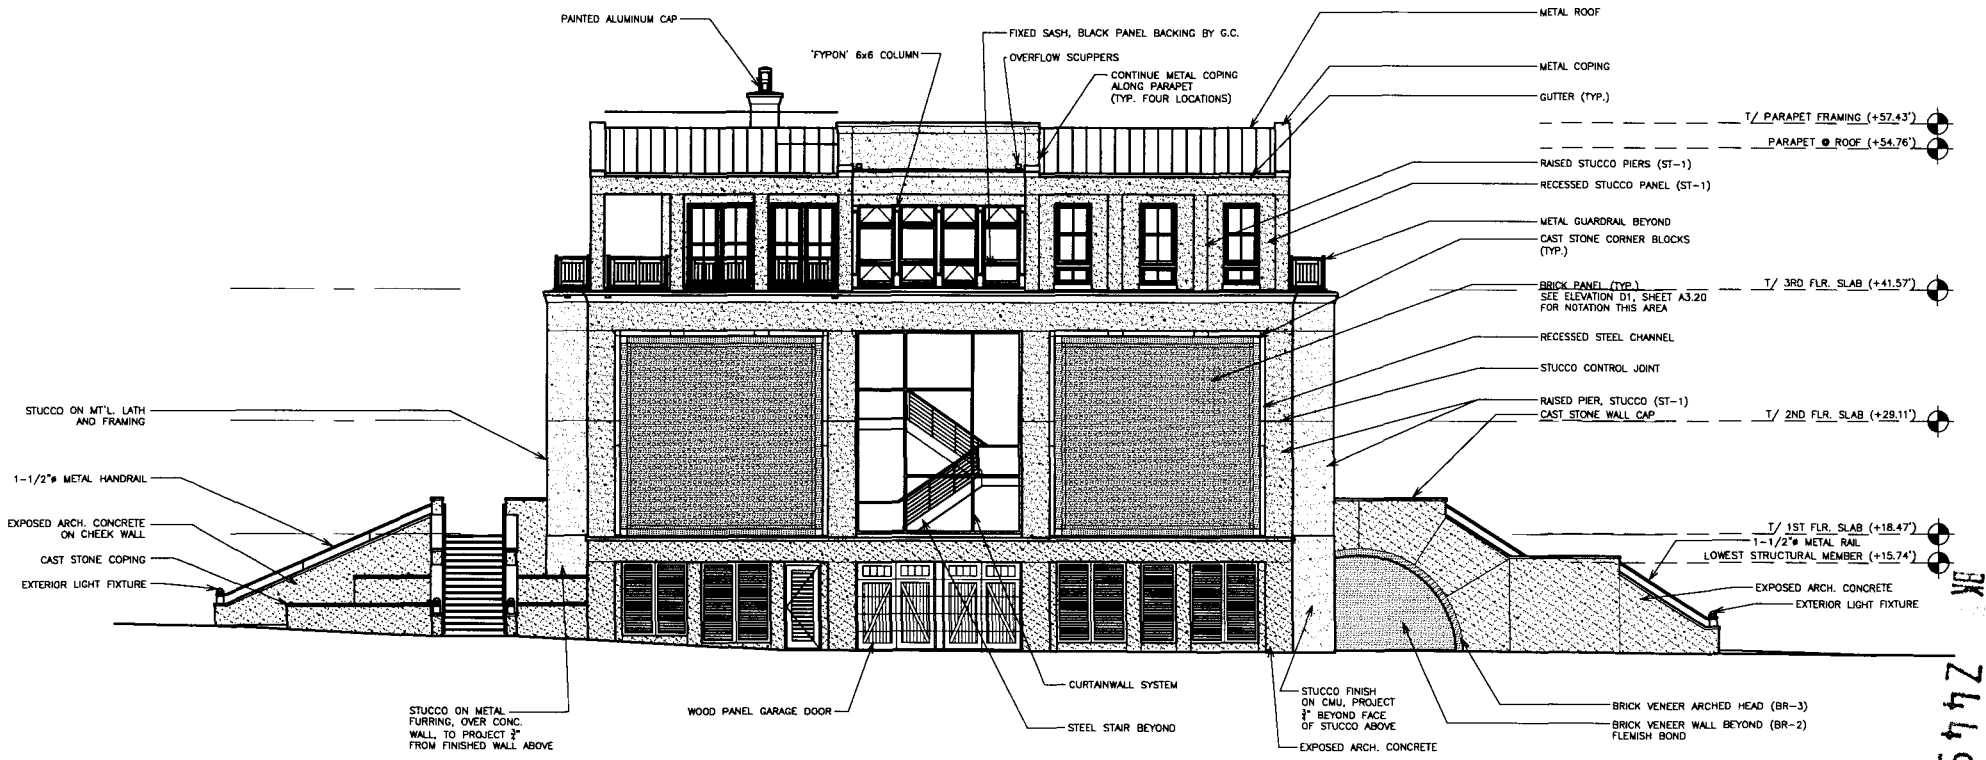 PAINTED ALUMINUM CAP
'FYPON' 6x6 COLUMN
FIXED SASH, BLACK PANEL BACKING BY G.C.
OVERFLOW SCUPPERS
CONTINUE METAL COPING
ALONG PARAPET
(TYP. FOUR LOCATIONS)
METAL ROOF
METAL COPING
GUTTER (TYP.)
T/ PARAPET FRAMING (+57.43')
PARAPET @ ROOF (+54.76')
RAISED STUCCO PIERS (ST-1)
RECESSED STUCCO PANEL (ST-1)
METAL GUARDRAIL BEYOND
CAST STONE CORNER BLOCKS
(TYP.)
BRICK PANEL (TYP.)
SEE ELEVATION D1, SHEET A3.20
FOR NOTATION THIS AREA
T/ 3RD FLR. SLAB (+41.57')
RECESSED STEEL CHANNEL
STUCCO CONTROL JOINT
RAISED PIER, STUCCO (ST-1)
CAST STONE WALL CAP
T/ 2ND FLR. SLAB (+29.11')
T/ 1ST FLR. SLAB (+18.47')
1-1/2"ø METAL RAIL
LOWEST STRUCTURAL MEMBER (+15.74')
EXPOSED ARCH. CONCRETE
EXTERIOR LIGHT FIXTURE
STUCCO ON MT'L. LATH
AND FRAMING
1-1/2"ø METAL HANDRAIL
EXPOSED ARCH. CONCRETE
ON CHEEK WALL
CAST STONE COPING
EXTERIOR LIGHT FIXTURE
STUCCO ON METAL
FURRING, OVER CONC.
WALL, TO PROJECT ¾"
FROM FINISHED WALL ABOVE
WOOD PANEL GARAGE DOOR
CURTAINWALL SYSTEM
STEEL STAIR BEYOND
STUCCO FINISH
ON CMU, PROJECT
¾" BEYOND FACE
OF STUCCO ABOVE
EXPOSED ARCH. CONCRETE
BRICK VENEER ARCHED HEAD (BR-3)
BRICK VENEER WALL BEYOND (BR-2)
FLEMISH BOND